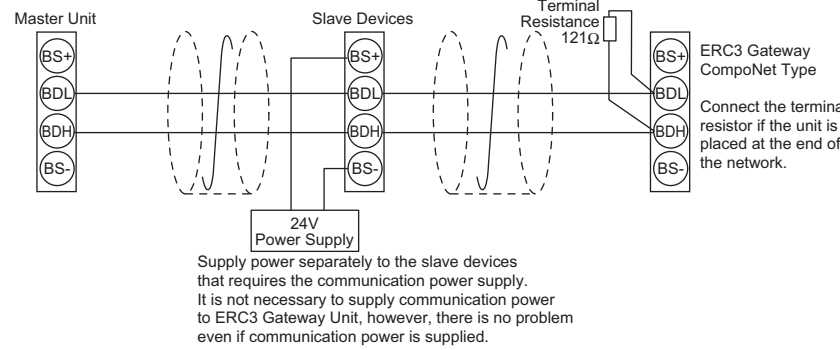 Master Unit
BS+
BDL
BDH
BS-
Slave Devices
BS+
BDL
BDH
BS-
24V
Power Supply
Terminal
Resistance
121Ω
BS+
BDL
BDH
BS-
ERC3 Gateway
CompoNet Type
Connect the
resistor if the unit is
placed at the end of
the network.
Supply power separately to the slave devices
that requires the communication power supply.
It is not necessary to supply communication power
to ERC3 Gateway Unit, however, there is no problem
even if communication power is supplied.